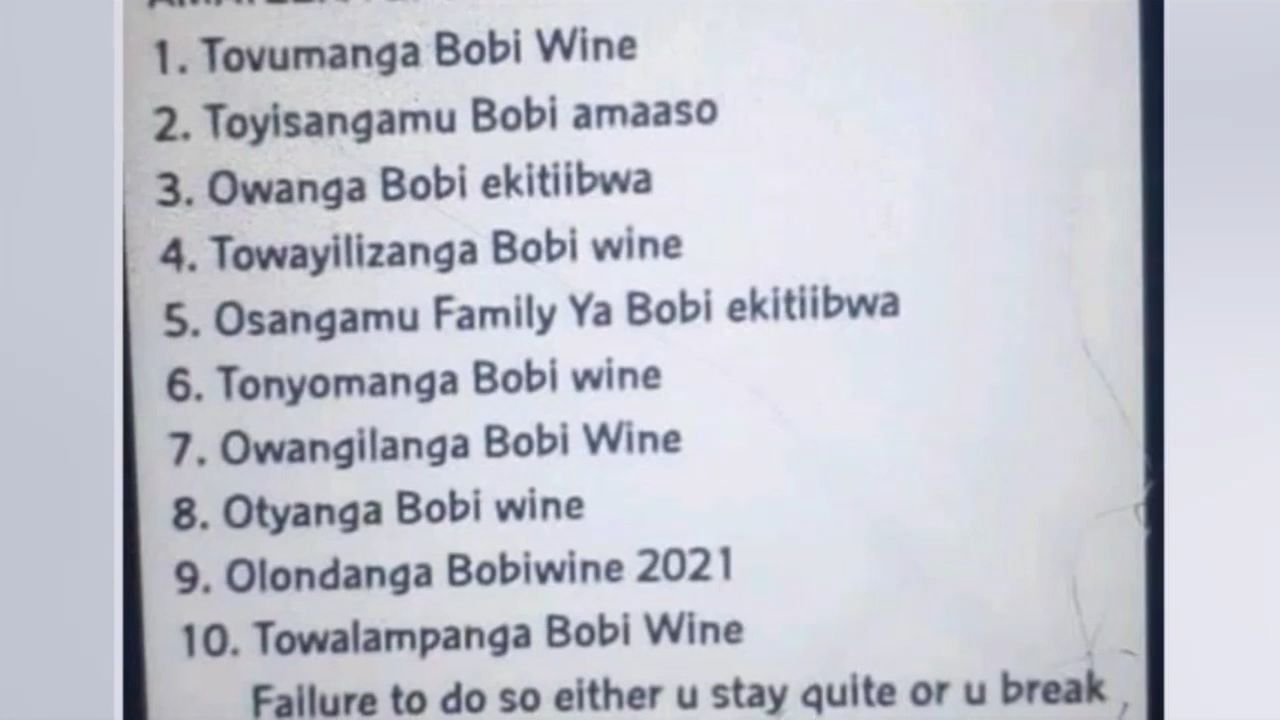 1. Tovumanga Bobi Wine
2. Toyisangamu Bobi amaaso
3. Owanga Bobi ekitiibwa
4. Towayilizanga Bobi wine
5. Osangamu Family Ya Bobi ekitiibwa
6. Tonyomanga Bobi wine
7. Owangilanga Bobi Wine
8. Otyanga Bobi wine
9. Olondanga Bobiwine 2021
10. Towalampanga Bobi Wine
Failure to do so either u stay quite or u break